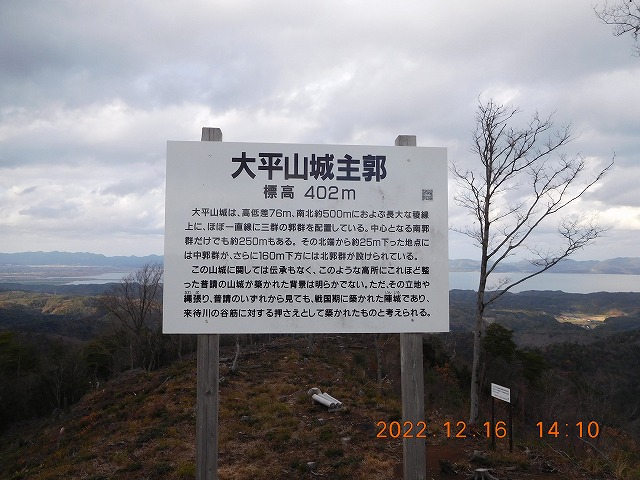 大平山城主郭
標高 402m
大平山城は、高低差76m、南北約500mにおよぶ長大な稜線
上に、ほぼ一直線に三群の郭群を配置している。中心となる南郭
群だけでも約250mもある。その北端から約25m下った地点に
は中郭群が、さらに160m下方には北郭群が設けられている。
この山城に関しては伝承もなく、このような高所にこれほど整
った普請の山城が築かれた背景は明らかでない。ただ、その立地や
縄張り、普請のいずれから見ても、戦国期に築かれた陣城であり、
来待川の谷筋に対する押さえとして築かれたものと考えられる。
2022.12.16 14:10